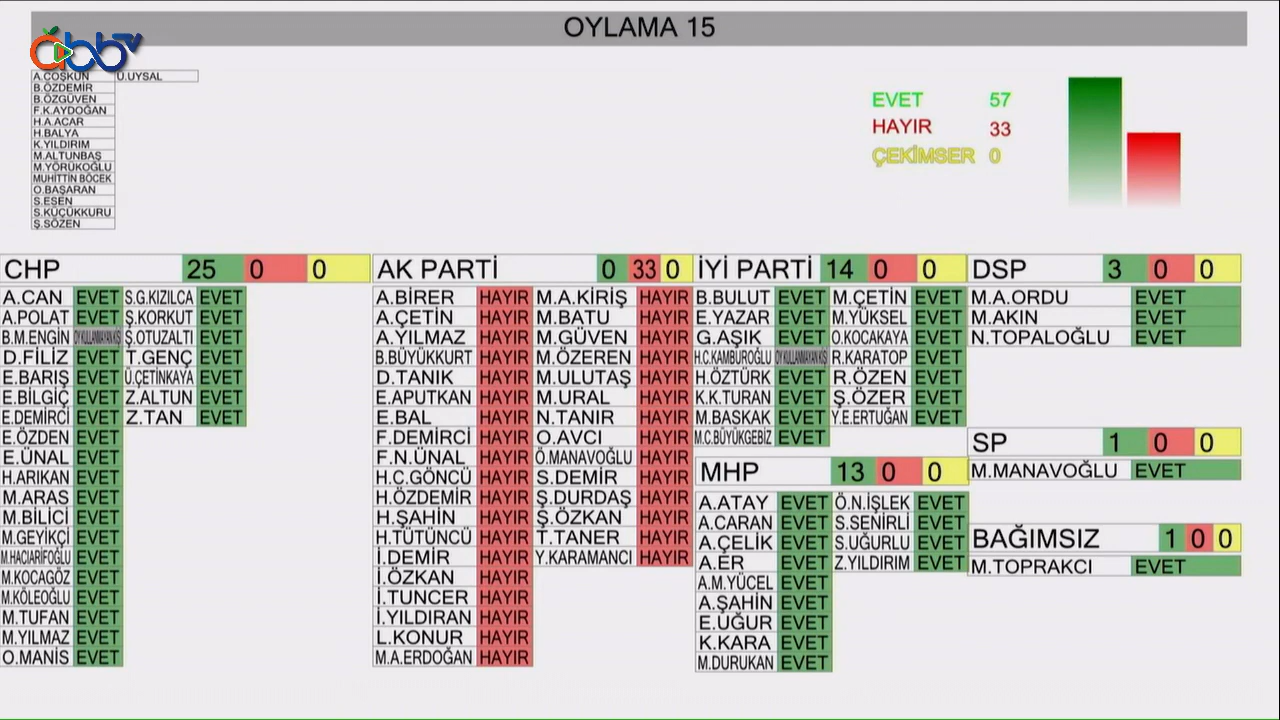 OYLAMA 15
abb TV
A.COŞKUN Ü.UYSAL
B.ÖZDEMİR
B.ÖZGÜVEN
F.K.AYDOĞAN
H.A.ACAR
H.BALYA
K.YILDIRIM
M.ALTUNBAŞ
M.YÖRÜKOĞLU
MUHİTTİN BÖCEK
O.BAŞARAN
S.ESEN
S.KÜÇÜKKURU
Ş.SÖZEN
EVET 57
HAYIR 33
ÇEKİMSER 0
CHP 25 0 0
A.CAN EVET S.G.KIZILCA EVET
A.POLAT EVET Ş.KORKUT EVET
B.M.ENGİN OY KULLANMAYAN KİŞİ Ş.OTUZALTI EVET
D.FİLİZ EVET T.GENÇ EVET
E.BARIŞ EVET Ü.ÇETİNKAYA EVET
E.BİLGİÇ EVET Z.ALTUN EVET
E.DEMİRCİ EVET Z.TAN EVET
E.ÖZDEN EVET
E.ÜNAL EVET
H.ARIKAN EVET
M.ARAS EVET
M.BİLİCİ EVET
M.GEYİKÇİ EVET
M.HACIARİFOĞLU EVET
M.KOCAGÖZ EVET
M.KÖLEOĞLU EVET
M.TUFAN EVET
M.YILMAZ EVET
O.MANİS EVET
AK PARTİ 0 33 0
A.BİRER HAYIR M.A.KİRİŞ HAYIR
A.ÇETİN HAYIR M.BATU HAYIR
A.YILMAZ HAYIR M.GÜVEN HAYIR
B.BÜYÜKKURT HAYIR M.ÖZEREN HAYIR
D.TANIK HAYIR M.ULUTAŞ HAYIR
E.APUTKAN HAYIR M.URAL HAYIR
E.BAL HAYIR N.TANIR HAYIR
F.DEMİRCİ HAYIR O.AVCI HAYIR
F.N.ÜNAL HAYIR Ö.MANAVOĞLU HAYIR
H.C.GÖNCÜ HAYIR S.DEMİR HAYIR
H.ÖZDEMİR HAYIR Ş.DURDAŞ HAYIR
H.ŞAHİN HAYIR Ş.ÖZKAN HAYIR
H.TÜTÜNCÜ HAYIR T.TANER HAYIR
İ.DEMİR HAYIR Y.KARAMANCI HAYIR
İ.ÖZKAN HAYIR
İ.TUNCER HAYIR
İ.YILDIRAN HAYIR
L.KONUR HAYIR
M.A.ERDOĞAN HAYIR
İYİ PARTİ 14 0 0
B.BULUT EVET M.ÇETİN EVET
E.YAZAR EVET M.YÜKSEL EVET
G.AŞIK EVET O.KOCAKAYA EVET
H.C.KAMBUROĞLU OY KULLANMAYAN KİŞİ R.KARATOP EVET
H.ÖZTÜRK EVET R.ÖZEN EVET
K.K.TURAN EVET Ş.ÖZER EVET
M.BASKAK EVET Y.E.ERTUĞAN EVET
M.C.BÜYÜKGEBİZ EVET
MHP 13 0 0
A.ATAY EVET Ö.N.İŞLEK EVET
A.CARAN EVET S.SENİRLİ EVET
A.ÇELİK EVET S.UĞURLU EVET
A.ER EVET Z.YILDIRIM EVET
A.M.YÜCEL EVET
A.ŞAHİN EVET
E.UĞUR EVET
K.KARA EVET
M.DURUKAN EVET
DSP 3 0 0
M.A.ORDU EVET
M.AKIN EVET
N.TOPALOĞLU EVET
SP 1 0 0
M.MANAVOĞLU EVET
BAĞIMSIZ 1 0 0
M.TOPRAKCI EVET